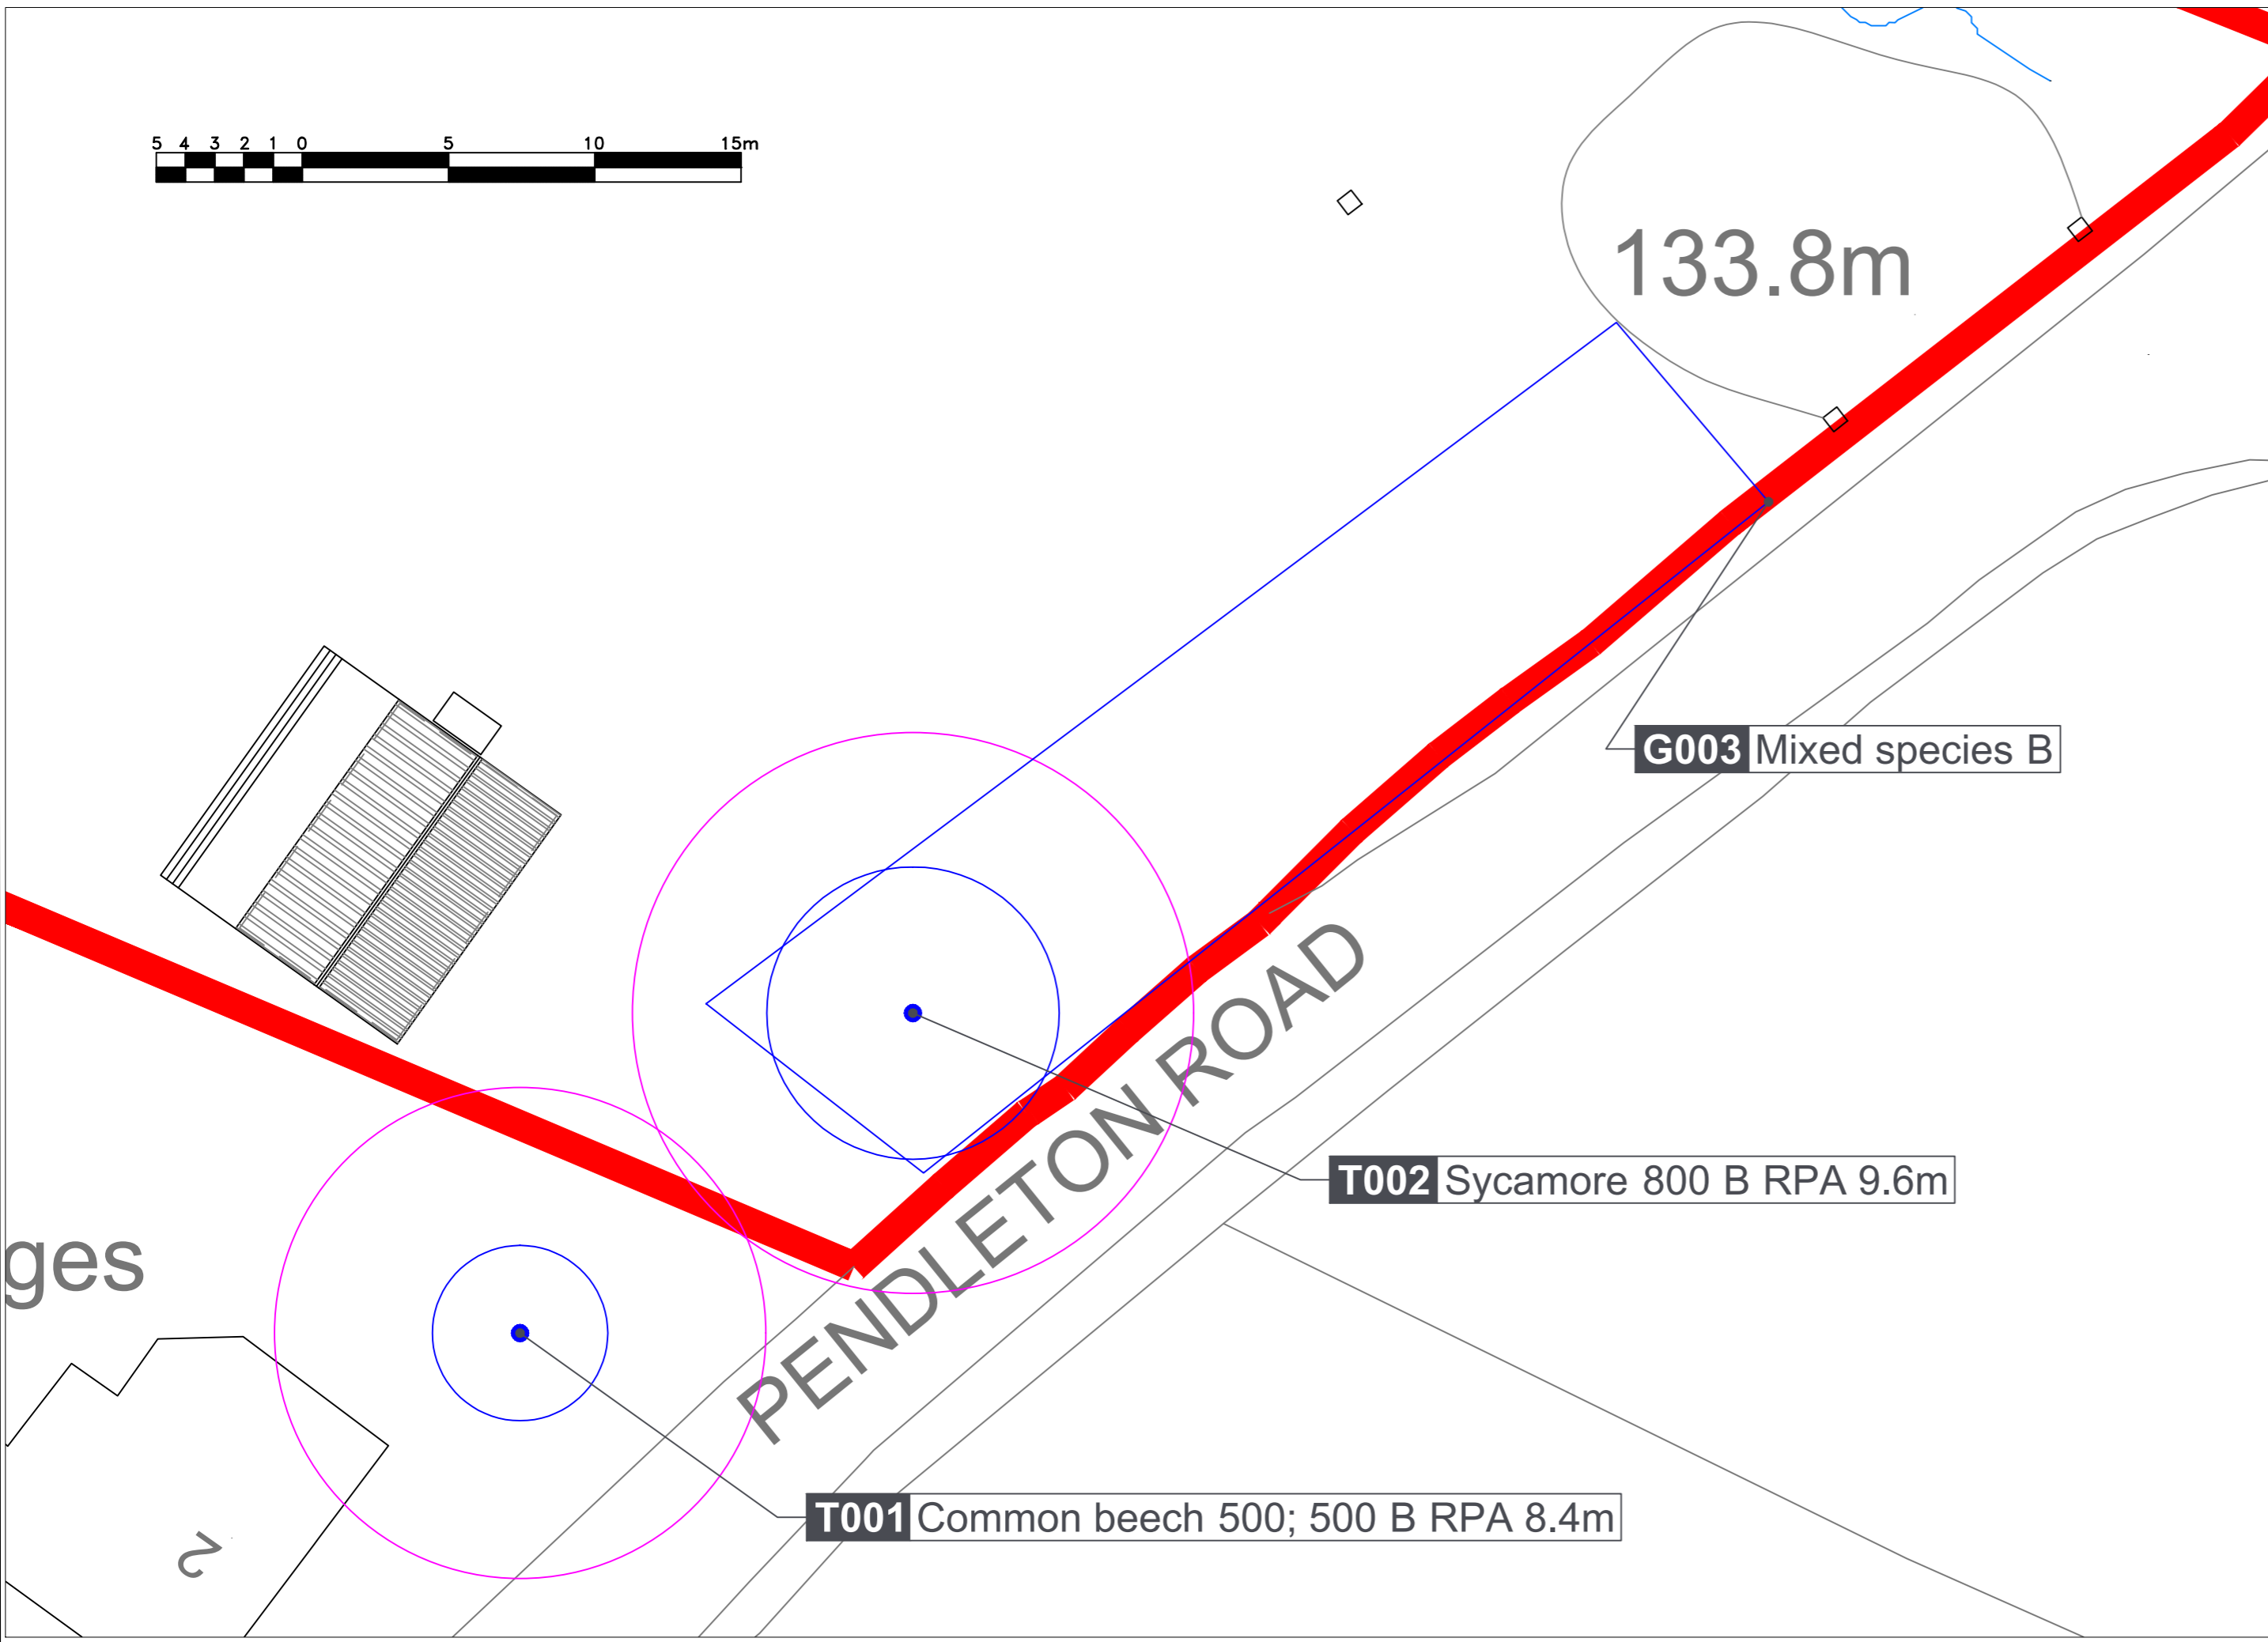 5 4 3 2 1 0 5 10 15m
133.8m
G003 Mixed species B
PENDLETON ROAD
T002 Sycamore 800 B RPA 9.6m
ges
T001 Common beech 500; 500 B RPA 8.4m
2